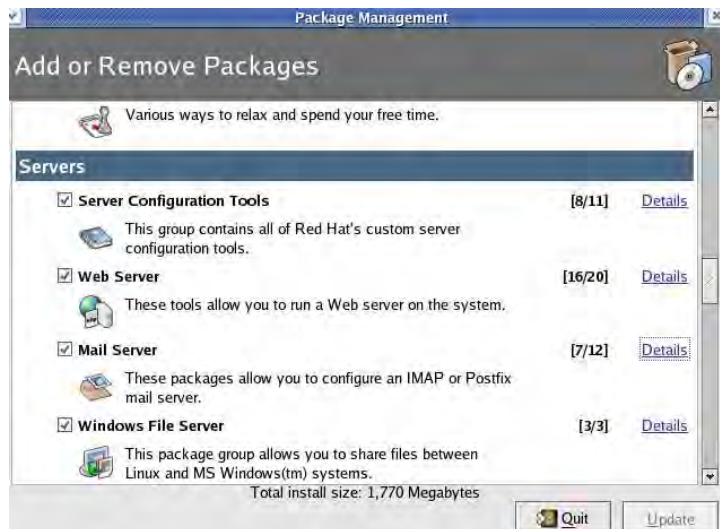 Package Management
Add or Remove Packages
Various ways to relax and spend your free time.
Servers
Server Configuration Tools [8/11] Details
This group contains all of Red Hat's custom server
configuration tools.
Web Server [16/20] Details
These tools allow you to run a Web server on the system.
Mail Server [7/12] Details
These packages allow you to configure an IMAP or Postfix
mail server.
Windows File Server [3/3] Details
This package group allows you to share files between
Linux and MS Windows(tm) systems.
Total install size: 1,770 Megabytes
Quit Update